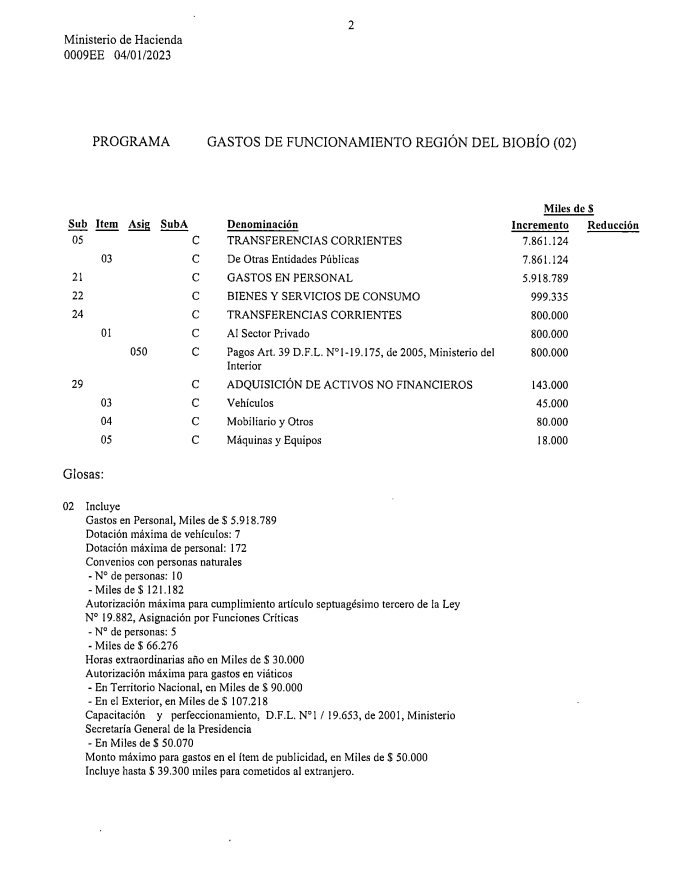 2
Ministerio de Hacienda
0009EE 04/01/2023
PROGRAMA GASTOS DE FUNCIONAMIENTO REGIÓN DEL BIOBÍO (02)
Miles de $
Sub Item Asig SubA Denominación Incremento Reducción
05 C TRANSFERENCIAS CORRIENTES 7.861.124
03 C De Otras Entidades Públicas 7.861.124
21 C GASTOS EN PERSONAL 5.918.789
22 C BIENES Y SERVICIOS DE CONSUMO 999.335
24 C TRANSFERENCIAS CORRIENTES 800.000
01 C Al Sector Privado 800.000
050 C Pagos Art. 39 D.F.L. N°1-19.175, de 2005, Ministerio del 800.000
Interior
29 C ADQUISICIÓN DE ACTIVOS NO FINANCIEROS 143.000
03 C Vehículos 45.000
04 C Mobiliario y Otros 80.000
05 C Máquinas y Equipos 18.000
Glosas:
02 Incluye
Gastos en Personal, Miles de $ 5.918.789
Dotación máxima de vehículos: 7
Dotación máxima de personal: 172
Convenios con personas naturales
- N° de personas: 10
- Miles de $ 121.182
Autorización máxima para cumplimiento artículo septuagésimo tercero de la Ley
N° 19.882, Asignación por Funciones Críticas
- N° de personas: 5
- Miles de $ 66.276
Horas extraordinarias año en Miles de $ 30.000
Autorización máxima para gastos en viáticos
- En Territorio Nacional, en Miles de $ 90.000
- En el Exterior, en Miles de $ 107.218
Capacitación y perfeccionamiento, D.F.L. N°1 / 19.653, de 2001, Ministerio
Secretaría General de la Presidencia
- En Miles de $ 50.070
Monto máximo para gastos en el ítem de publicidad, en Miles de $ 50.000
Incluye hasta $ 39.300 miles para cometidos al extranjero.